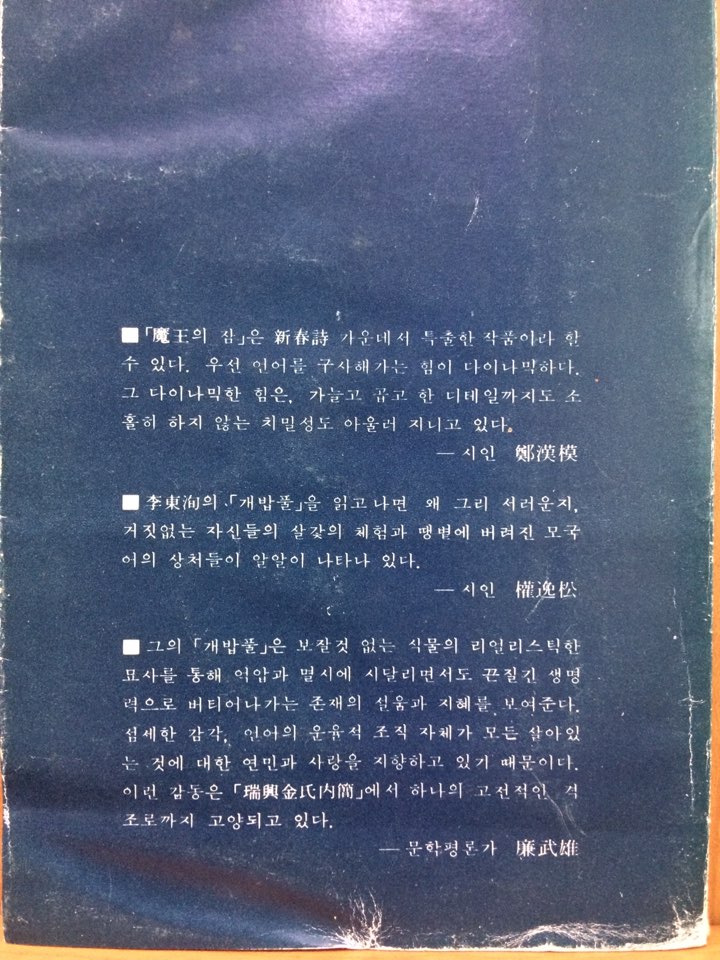 ■「魔王의 잠」은 新春詩 가운데서 특출한 작품이라 할
수 있다. 우선 언어를 구사해가는 힘이 다이나믹하다.
그 다이나믹한 힘은, 가늘고 곱고 한 디테일까지도 소
홀히 하지 않는 치밀성도 아울러 지니고 있다.
— 시인 鄭漢模
■ 李東洵의 「개밥풀」을 읽고나면 왜 그리 서러운지,
거짓없는 자신들의 살갗의 체험과 땡볕에 버려진 모국
어의 상처들이 알알이 나타나 있다.
— 시인 權逸松
■ 그의 「개밥풀」은 보잘것 없는 식물의 리얼리스틱한
묘사를 통해 억압과 멸시에 시달리면서도 끈질긴 생명
력으로 버티어나가는 존재의 설움과 지혜를 보여준다.
섬세한 감각, 언어의 운율적 조직 자체가 모든 살아있
는 것에 대한 연민과 사랑을 지향하고 있기 때문이다.
이런 감동은 「瑞興金氏內簡」에서 하나의 고전적인 격
조로까지 고양되고 있다.
— 문학평론가 廉武雄